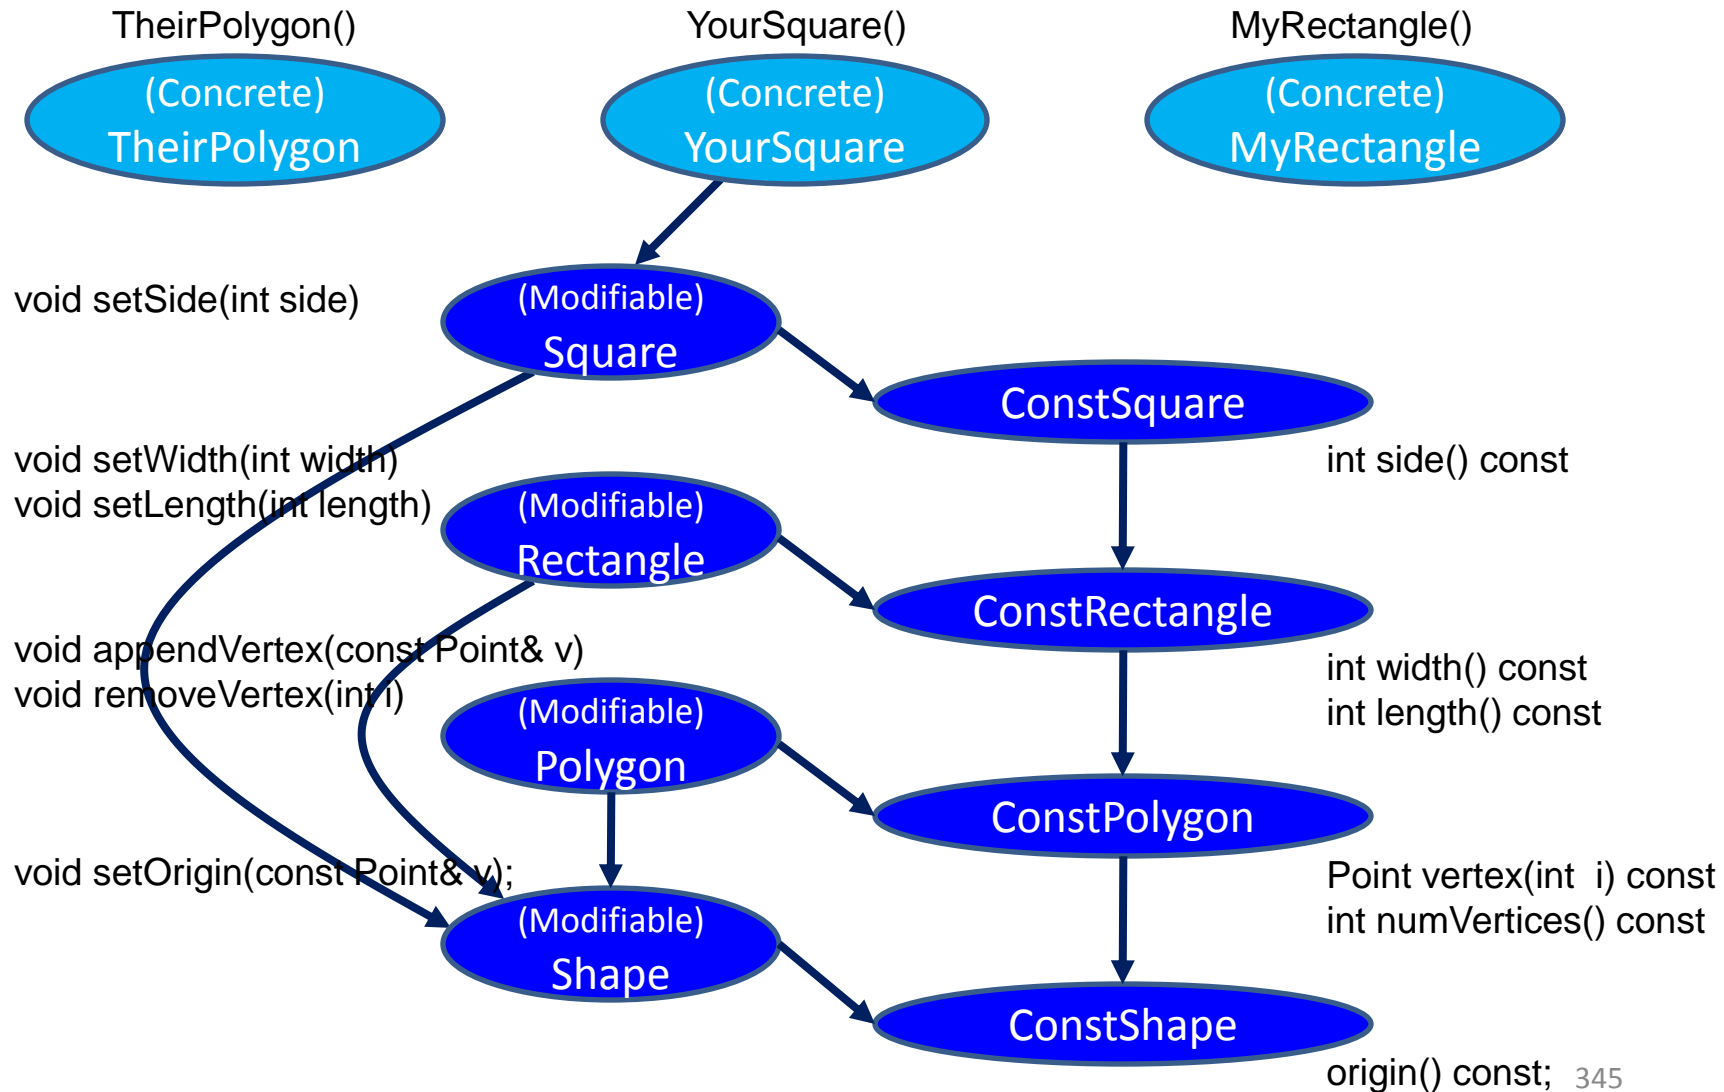 TheirPolygon()
YourSquare()
MyRectangle()
(Concrete)
TheirPolygon
(Concrete)
YourSquare
(Concrete)
MyRectangle
void setSide(int side)
(Modifiable)
Square
ConstSquare
void setWidth(int width)
void setLength(int length)
int side() const
(Modifiable)
Rectangle
ConstRectangle
void appendVertex(const Point& v)
void removeVertex(int i)
int width() const
int length() const
(Modifiable)
Polygon
ConstPolygon
void setOrigin(const Point& v);
Point vertex(int  i) const
int numVertices() const
(Modifiable)
Shape
ConstShape
origin() const;
345